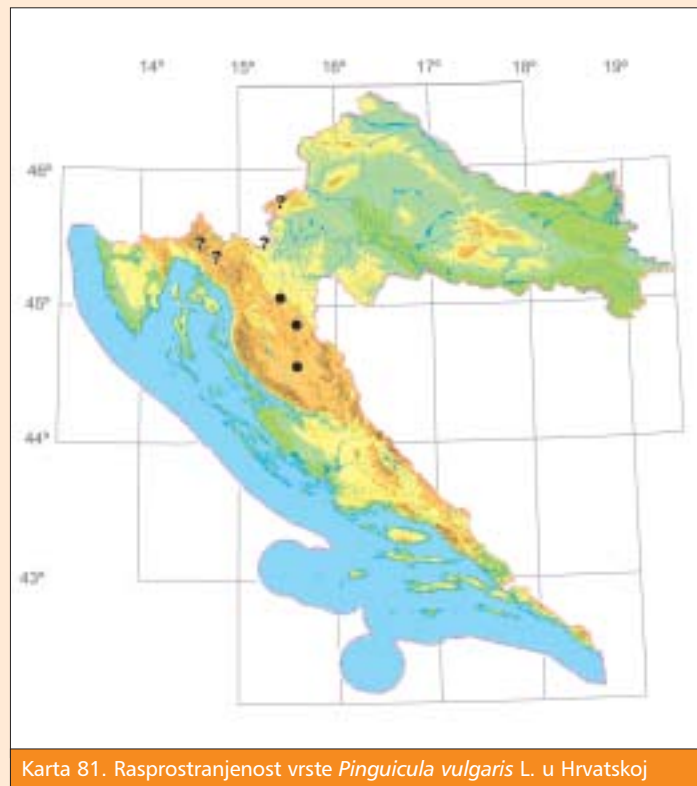 14° 15° 16° 17° 18° 19°
46°
?
? ? ?
45°
44°
43°
Karta 81. Rasprostranjenost vrste Pinguicula vulgaris L. u Hrvatskoj